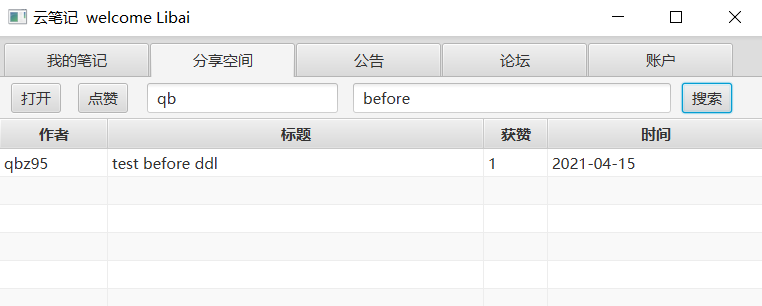 云笔记 welcome Libai
我的笔记 分享空间 公告 论坛 账户
打开 点赞 qb before 搜索
作者 标题 获赞 时间
qbz95 test before ddl 1 2021-04-15